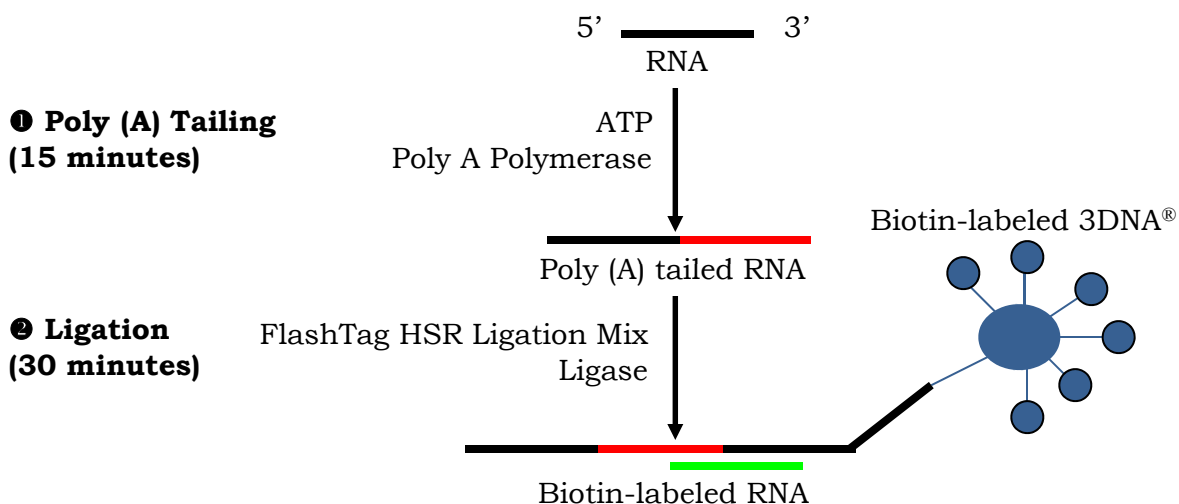 5’ 3’
RNA
❶ Poly (A) Tailing
(15 minutes)
ATP
Poly A Polymerase
Biotin-labeled 3DNA®
Poly (A) tailed RNA
❷ Ligation
(30 minutes)
FlashTag HSR Ligation Mix
Ligase
Biotin-labeled RNA